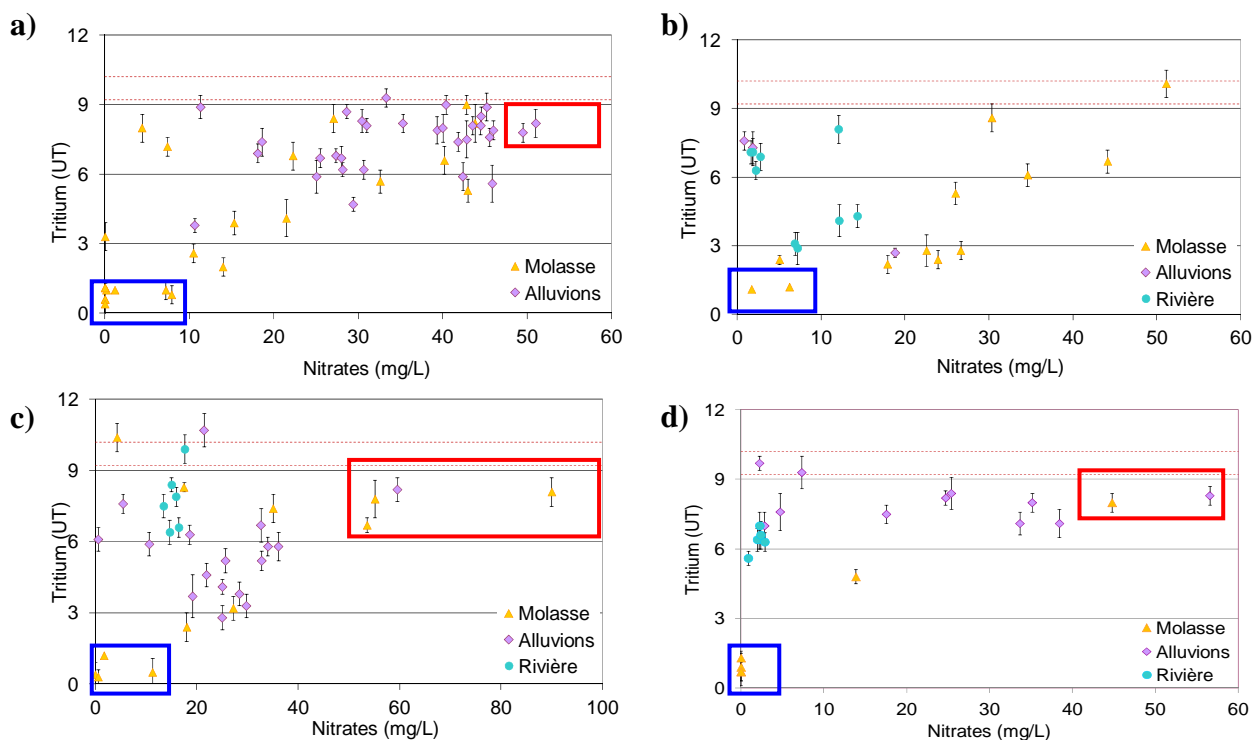 a)
12
9
6
3
0
Tritium (UT)
Molasse
Alluvions
0 10 20 30 40 50 60
Nitrates (mg/L)
b)
12
9
6
3
0
Tritium (UT)
Molasse
Alluvions
Rivière
0 10 20 30 40 50 60
Nitrates (mg/L)
c)
12
9
6
3
0
Tritium (UT)
Molasse
Alluvions
Rivière
0 20 40 60 80 100
Nitrates (mg/L)
d)
12
9
6
3
0
Tritium (UT)
Molasse
Alluvions
Rivière
0 10 20 30 40 50 60
Nitrates (mg/L)